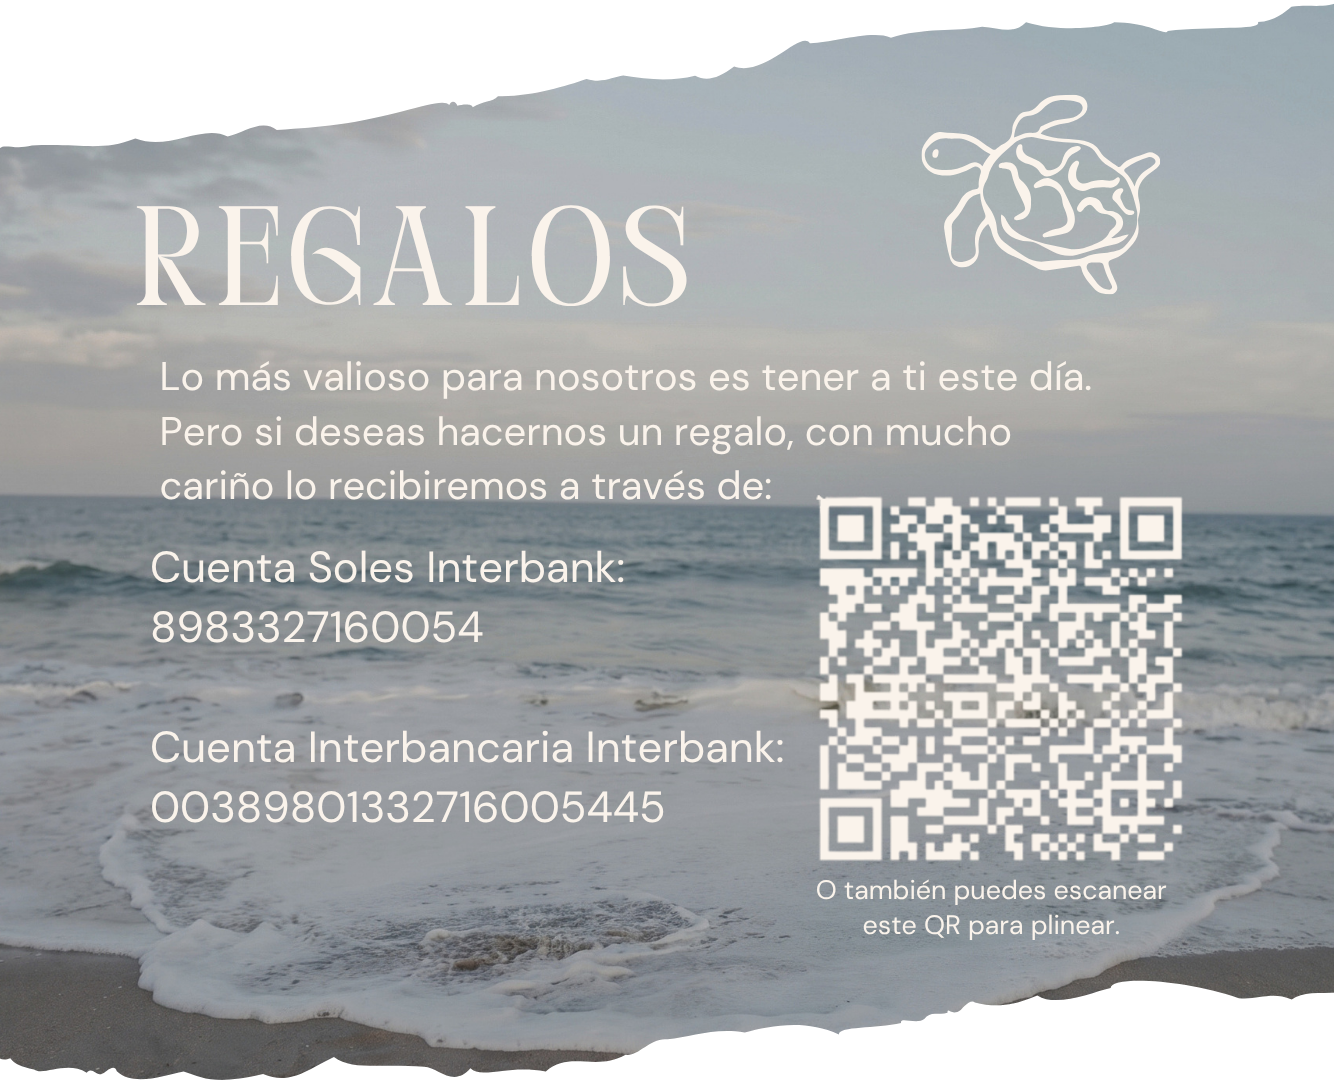 REGALOS
Lo más valioso para nosotros es tener a ti este día.
Pero si deseas hacernos un regalo, con mucho
cariño lo recibiremos a través de:
Cuenta Soles Interbank:
8983327160054
Cuenta Interbancaria Interbank:
00389801332716005445
O también puedes escanear
este QR para plinear.